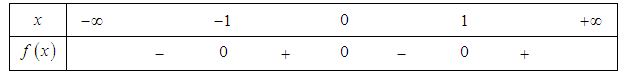 x −∞ −1 0 1 +∞
f(x) − 0 + 0 − 0 +